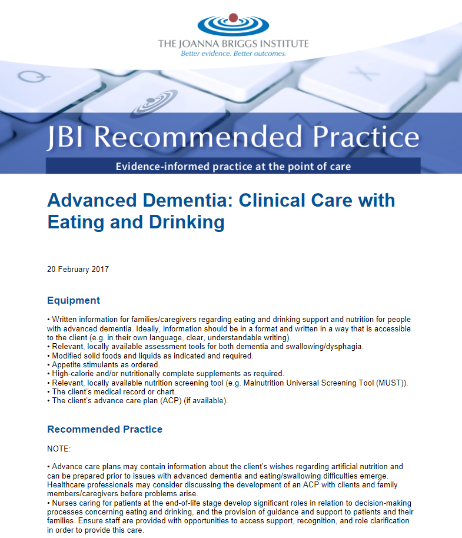 THE JOANNA BRIGGS INSTITUTE
Better evidence. Better outcomes.
JBI Recommended Practice
Evidence-informed practice at the point of care
Advanced Dementia: Clinical Care with
Eating and Drinking
20 February 2017
Equipment
• Written information for families/caregivers regarding eating and drinking support and nutrition for people
with advanced dementia. Ideally, information should be in a format and written in a way that is accessible
to the client (e.g. in their own language, clear, understandable writing).
• Relevant, locally available assessment tools for both dementia and swallowing/dysphagia.
• Modified solid foods and liquids as indicated and required.
• Appetite stimulants as ordered
• High-calorie and/or nutritionally complete supplements as required.
• Relevant, locally available nutrition screening tool (e.g. Malnutrition Universal Screening Tool (MUST)).
• The client's medical record or chart
• The client's advance care plan (ACP) (if available).
Recommended Practice
NOTE:
• Advance care plans may contain information about the client's wishes regarding artificial nutrition and
can be prepared prior to issues with advanced dementia and eating/swallowing difficulties emerge.
Healthcare professionals may consider discussing the development of an ACP with clients and family
members/caregivers before problems arise.
• Nurses caring for patients at the end-of-life stage develop significant roles in relation to decision-making
processes concerning eating and drinking, and the provision of guidance and support to patients and their
families. Ensure staff are provided with opportunities to access support, recognition, and role clarification
in order to provide this care.